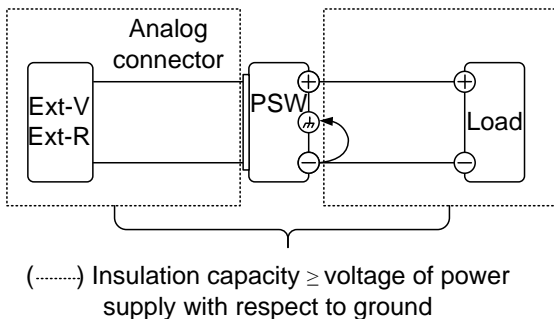 Analog
connector
Ext-V
Ext-R
PSW
+
+
Load
−
−
(·········) Insulation capacity ≥ voltage of power
supply with respect to ground